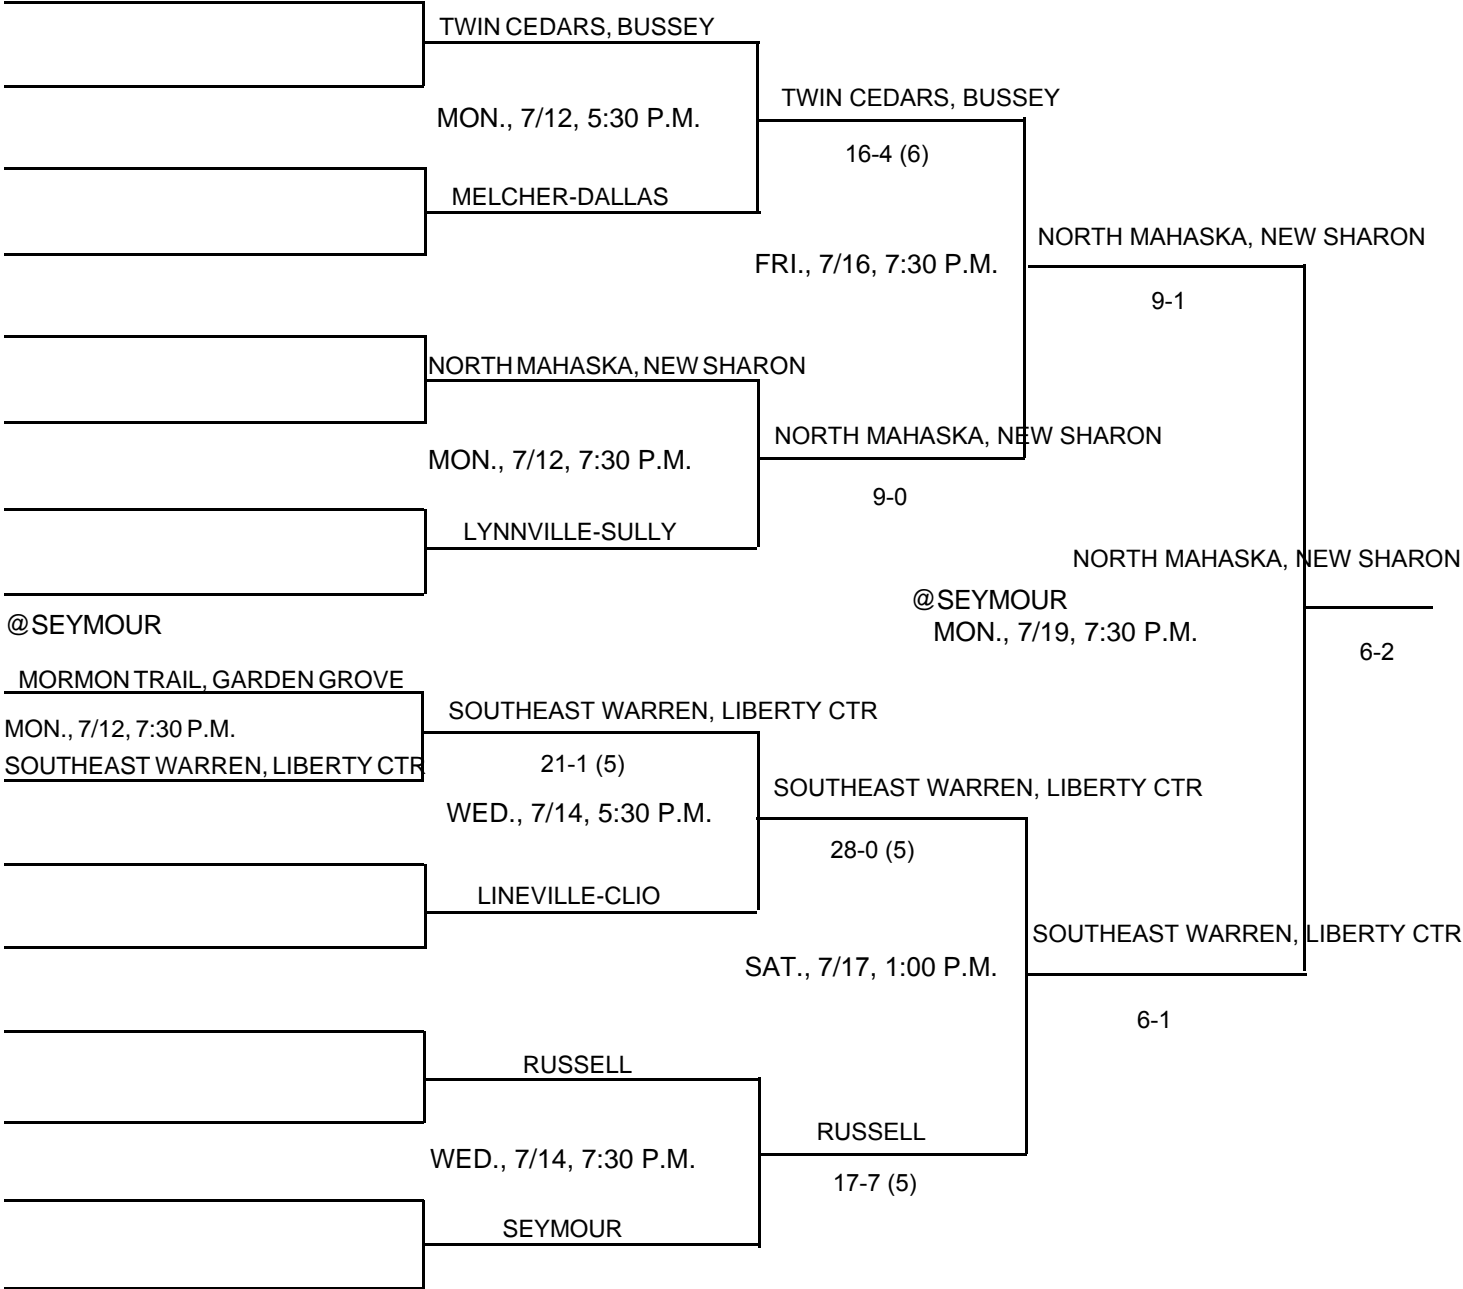 TWIN CEDARS, BUSSEY
MON., 7/12, 5:30 P.M.
TWIN CEDARS, BUSSEY
16-4 (6)
MELCHER-DALLAS
FRI., 7/16, 7:30 P.M.
NORTH MAHASKA, NEW SHARON
9-1
NORTH MAHASKA, NEW SHARON
MON., 7/12, 7:30 P.M.
NORTH MAHASKA, NEW SHARON
9-0
LYNNVILLE-SULLY
NORTH MAHASKA, NEW SHARON
@SEYMOUR
MON., 7/19, 7:30 P.M.
6-2
@SEYMOUR
MORMON TRAIL, GARDEN GROVE
MON., 7/12, 7:30 P.M.
SOUTHEAST WARREN, LIBERTY CTR
SOUTHEAST WARREN, LIBERTY CTR
21-1 (5)
WED., 7/14, 5:30 P.M.
SOUTHEAST WARREN, LIBERTY CTR
28-0 (5)
LINEVILLE-CLIO
SAT., 7/17, 1:00 P.M.
SOUTHEAST WARREN, LIBERTY CTR
6-1
RUSSELL
WED., 7/14, 7:30 P.M.
RUSSELL
17-7 (5)
SEYMOUR